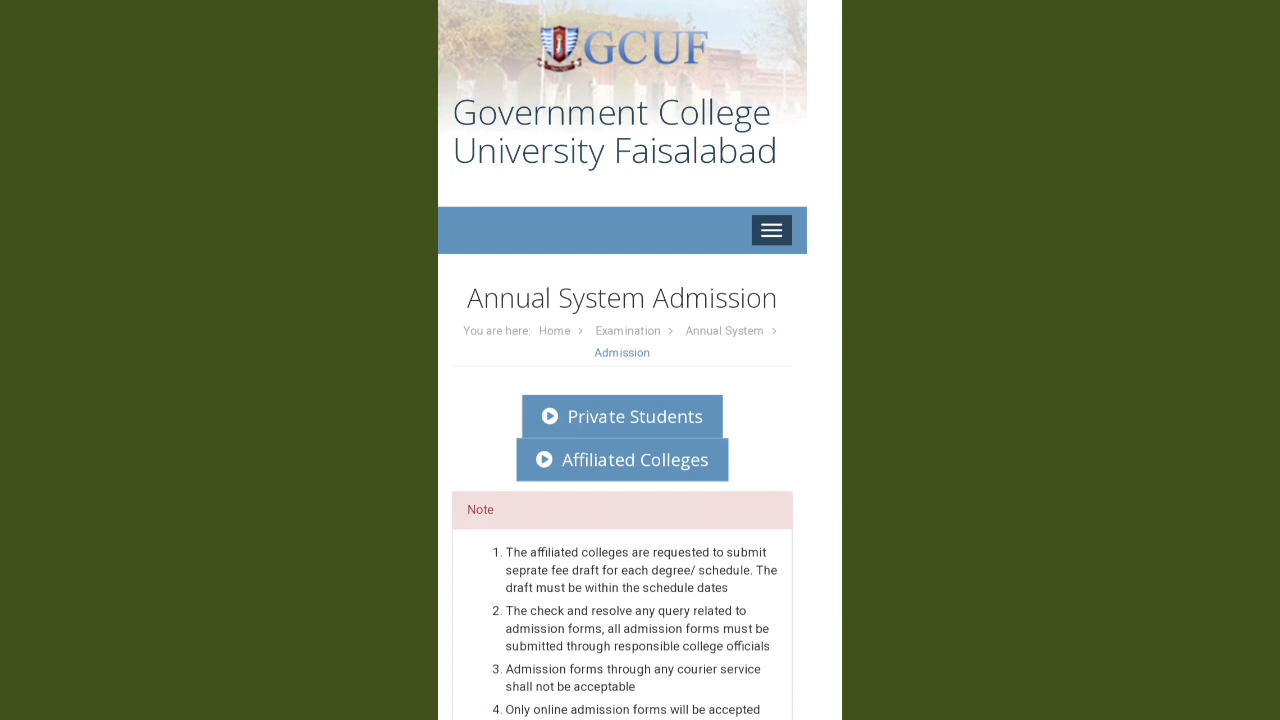 GCUF
Government College
University Faisalabad
Annual System Admission
You are here: Home > Examination > Annual System >
Admission
Private Students
Affiliated Colleges
Note
1. The affiliated colleges are requested to submit
seprate fee draft for each degree/ schedule. The
draft must be within the schedule dates
2. The check and resolve any query related to
admission forms, all admission forms must be
submitted through responsible college officials
3. Admission forms through any courier service
shall not be acceptable
4. Only online admission forms will be accepted